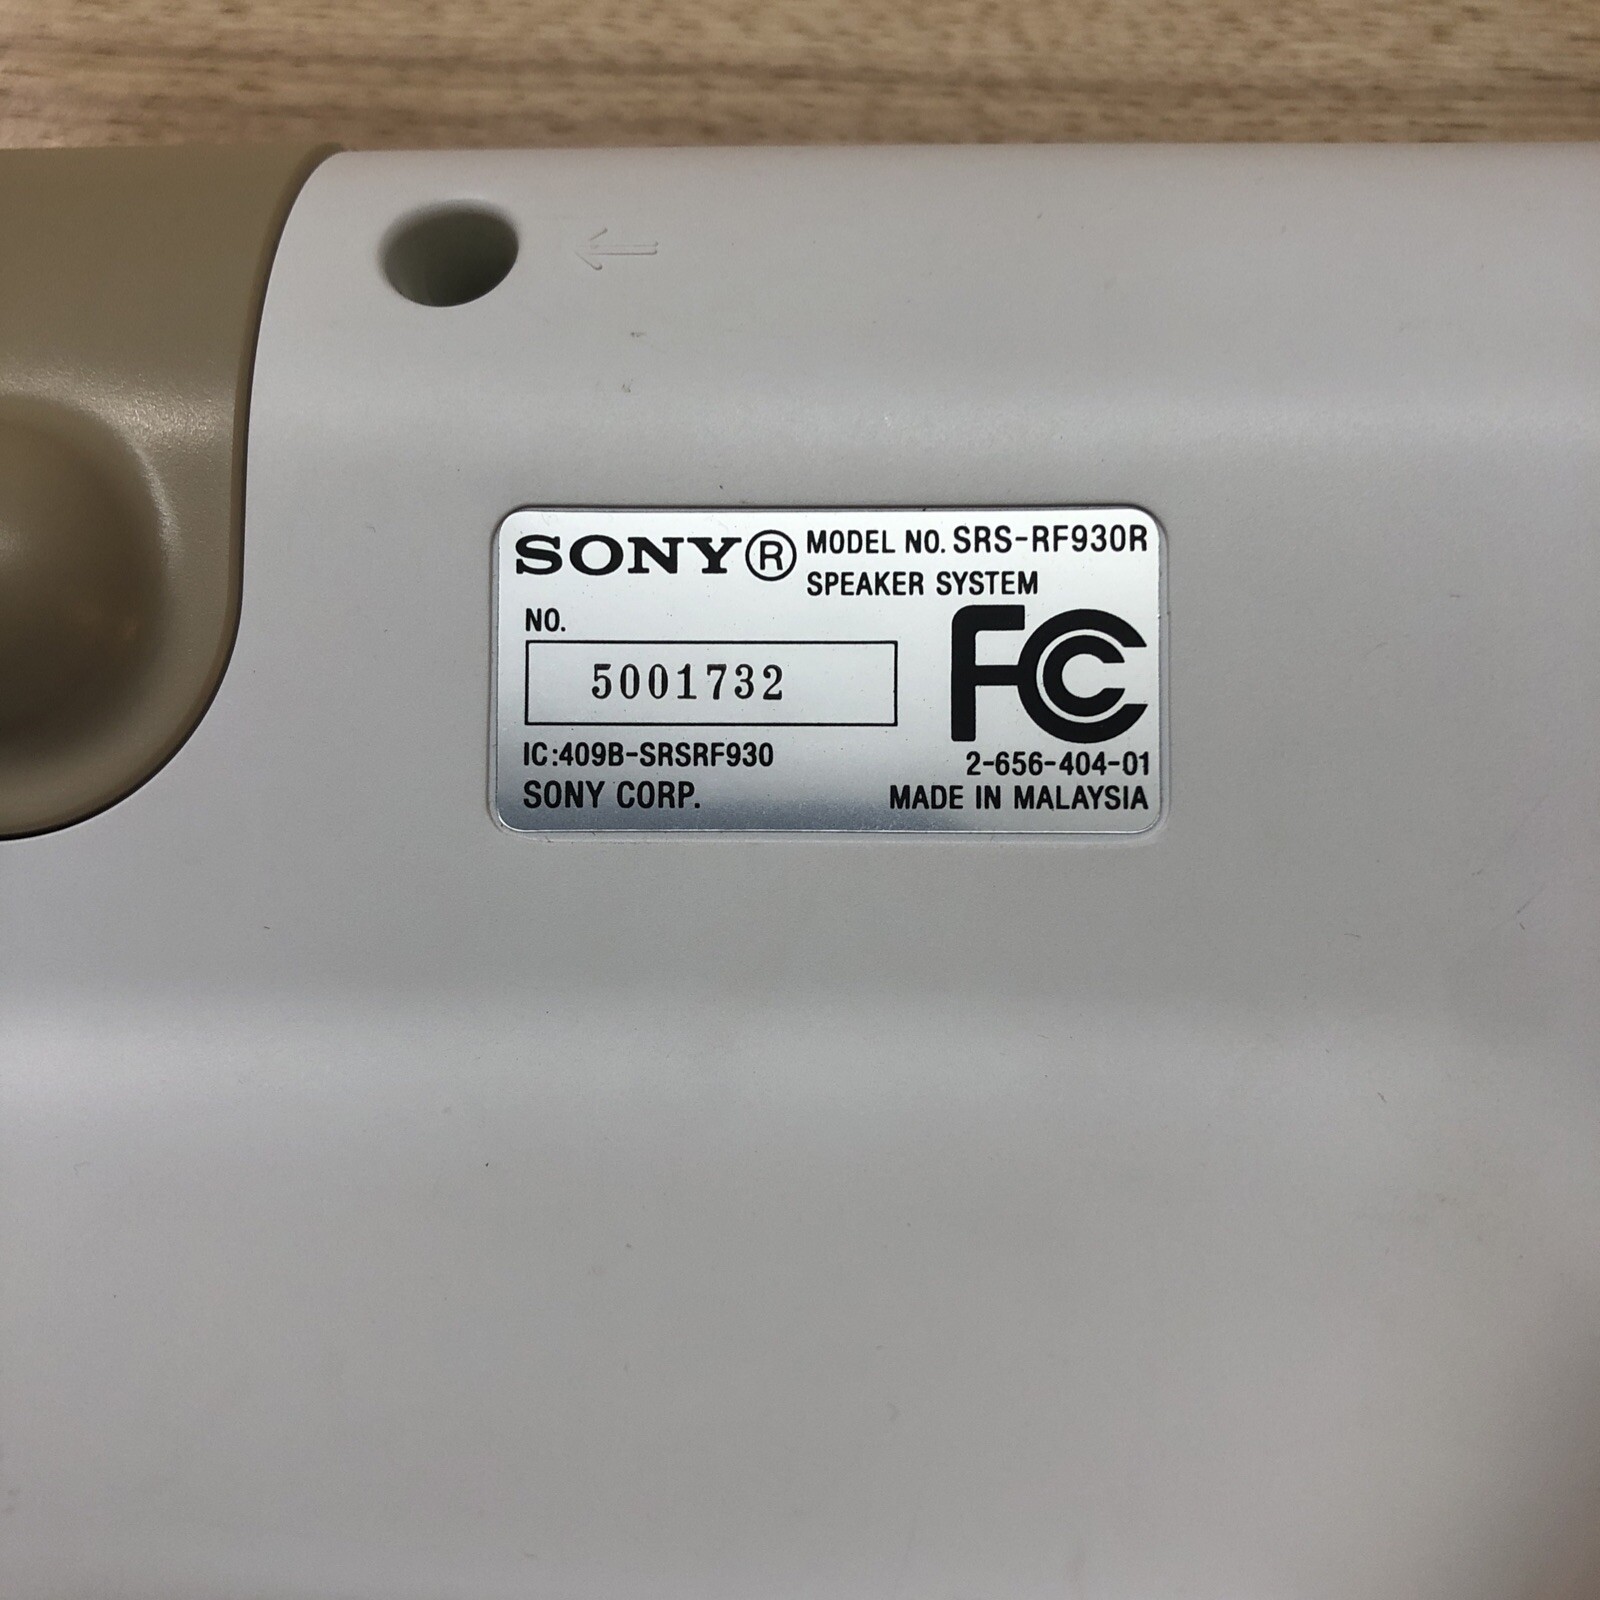 SONY® MODEL NO. SRS-RF930R
SPEAKER SYSTEM
NO.
5001732
FC
IC:409B-SRSRF930
2-656-404-01
SONY CORP.
MADE IN MALAYSIA